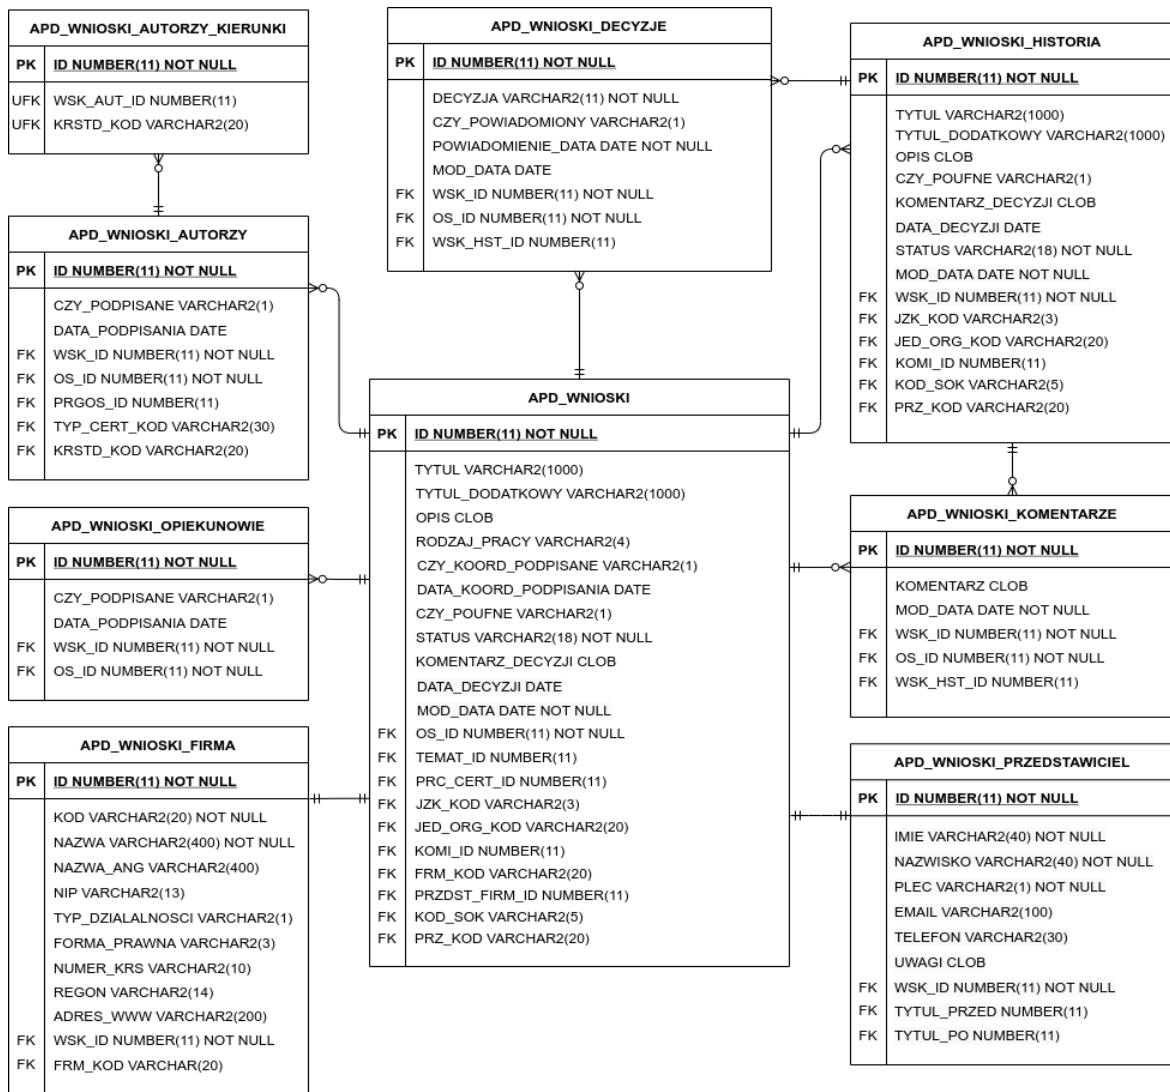 APD_WNIOSKI_AUTORZY_KIERUNKI
PK ID NUMBER(11) NOT NULL
UFK WSK_AUT_ID NUMBER(11)
UFK KRSTD_KOD VARCHAR2(20)
APD_WNIOSKI_DECYZJE
PK ID NUMBER(11) NOT NULL
DECYZJA VARCHAR2(11) NOT NULL
CZY_POWIADOMIONY VARCHAR2(1)
POWIADOMIENIE_DATA DATE NOT NULL
MOD_DATA DATE
FK WSK_ID NUMBER(11) NOT NULL
FK OS_ID NUMBER(11) NOT NULL
FK WSK_HST_ID NUMBER(11)
APD_WNIOSKI_HISTORIA
PK ID NUMBER(11) NOT NULL
TYTUL VARCHAR2(1000)
TYTUL_DODATKOWY VARCHAR2(1000)
OPIS CLOB
CZY_POUFNE VARCHAR2(1)
KOMENTARZ_DECYZJI CLOB
DATA_DECYZJI DATE
STATUS VARCHAR2(18) NOT NULL
MOD_DATA DATE NOT NULL
FK WSK_ID NUMBER(11) NOT NULL
FK JZK_KOD VARCHAR2(3)
FK JED_ORG_KOD VARCHAR2(20)
FK KOMI_ID NUMBER(11)
FK KOD_SOK VARCHAR2(5)
FK PRZ_KOD VARCHAR2(20)
APD_WNIOSKI_AUTORZY
PK ID NUMBER(11) NOT NULL
CZY_PODPISANE VARCHAR2(1)
DATA_PODPISANIA DATE
FK WSK_ID NUMBER(11) NOT NULL
FK OS_ID NUMBER(11) NOT NULL
FK PRGOS_ID NUMBER(11)
FK TYP_CERT_KOD VARCHAR2(30)
FK KRSTD_KOD VARCHAR2(20)
APD_WNIOSKI
PK ID NUMBER(11) NOT NULL
TYTUL VARCHAR2(1000)
TYTUL_DODATKOWY VARCHAR2(1000)
OPIS CLOB
RODZAJ_PRACY VARCHAR2(4)
CZY_KOORD_PODPISANE VARCHAR2(1)
DATA_KOORD_PODPISANIA DATE
CZY_POUFNE VARCHAR2(1)
STATUS VARCHAR2(18) NOT NULL
KOMENTARZ_DECYZJI CLOB
DATA_DECYZJI DATE
MOD_DATA DATE NOT NULL
FK OS_ID NUMBER(11) NOT NULL
FK TEMAT_ID NUMBER(11)
FK PRC_CERT_ID NUMBER(11)
FK JZK_KOD VARCHAR2(3)
FK JED_ORG_KOD VARCHAR2(20)
FK KOMI_ID NUMBER(11)
FK FRM_KOD VARCHAR2(20)
FK PRZDST_FIRM_ID NUMBER(11)
FK KOD_SOK VARCHAR2(5)
FK PRZ_KOD VARCHAR2(20)
APD_WNIOSKI_OPIEKUNOWIE
PK ID NUMBER(11) NOT NULL
CZY_PODPISANE VARCHAR2(1)
DATA_PODPISANIA DATE
FK WSK_ID NUMBER(11) NOT NULL
FK OS_ID NUMBER(11) NOT NULL
APD_WNIOSKI_KOMENTARZE
PK ID NUMBER(11) NOT NULL
KOMENTARZ CLOB
MOD_DATA DATE NOT NULL
FK WSK_ID NUMBER(11) NOT NULL
FK OS_ID NUMBER(11) NOT NULL
FK WSK_HST_ID NUMBER(11)
APD_WNIOSKI_FIRMA
PK ID NUMBER(11) NOT NULL
KOD VARCHAR2(20) NOT NULL
NAZWA VARCHAR2(400) NOT NULL
NAZWA_ANG VARCHAR2(400)
NIP VARCHAR2(13)
TYP_DZIALALNOSCI VARCHAR2(1)
FORMA_PRAWNA VARCHAR2(3)
NUMER_KRS VARCHAR2(10)
REGON VARCHAR2(14)
ADRES_WWW VARCHAR2(200)
FK WSK_ID NUMBER(11) NOT NULL
FK FRM_KOD VARCHAR(20)
APD_WNIOSKI_PRZEDSTAWICIEL
PK ID NUMBER(11) NOT NULL
IMIE VARCHAR2(40) NOT NULL
NAZWISKO VARCHAR2(40) NOT NULL
PLEC VARCHAR2(1) NOT NULL
EMAIL VARCHAR2(100)
TELEFON VARCHAR2(30)
UWAGI CLOB
FK WSK_ID NUMBER(11) NOT NULL
FK TYTUL_PRZED NUMBER(11)
FK TYTUL_PO NUMBER(11)